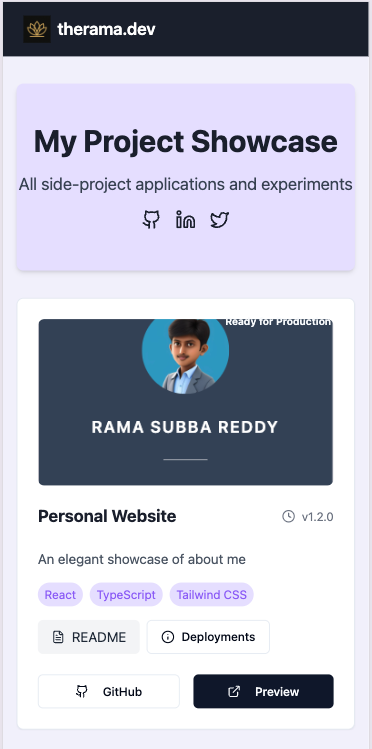 therama.dev
My Project Showcase
All side-project applications and experiments
Ready for Production
RAMA SUBBA REDDY
Personal Website
v1.2.0
An elegant showcase of about me
React TypeScript Tailwind CSS
README Deployments
GitHub Preview